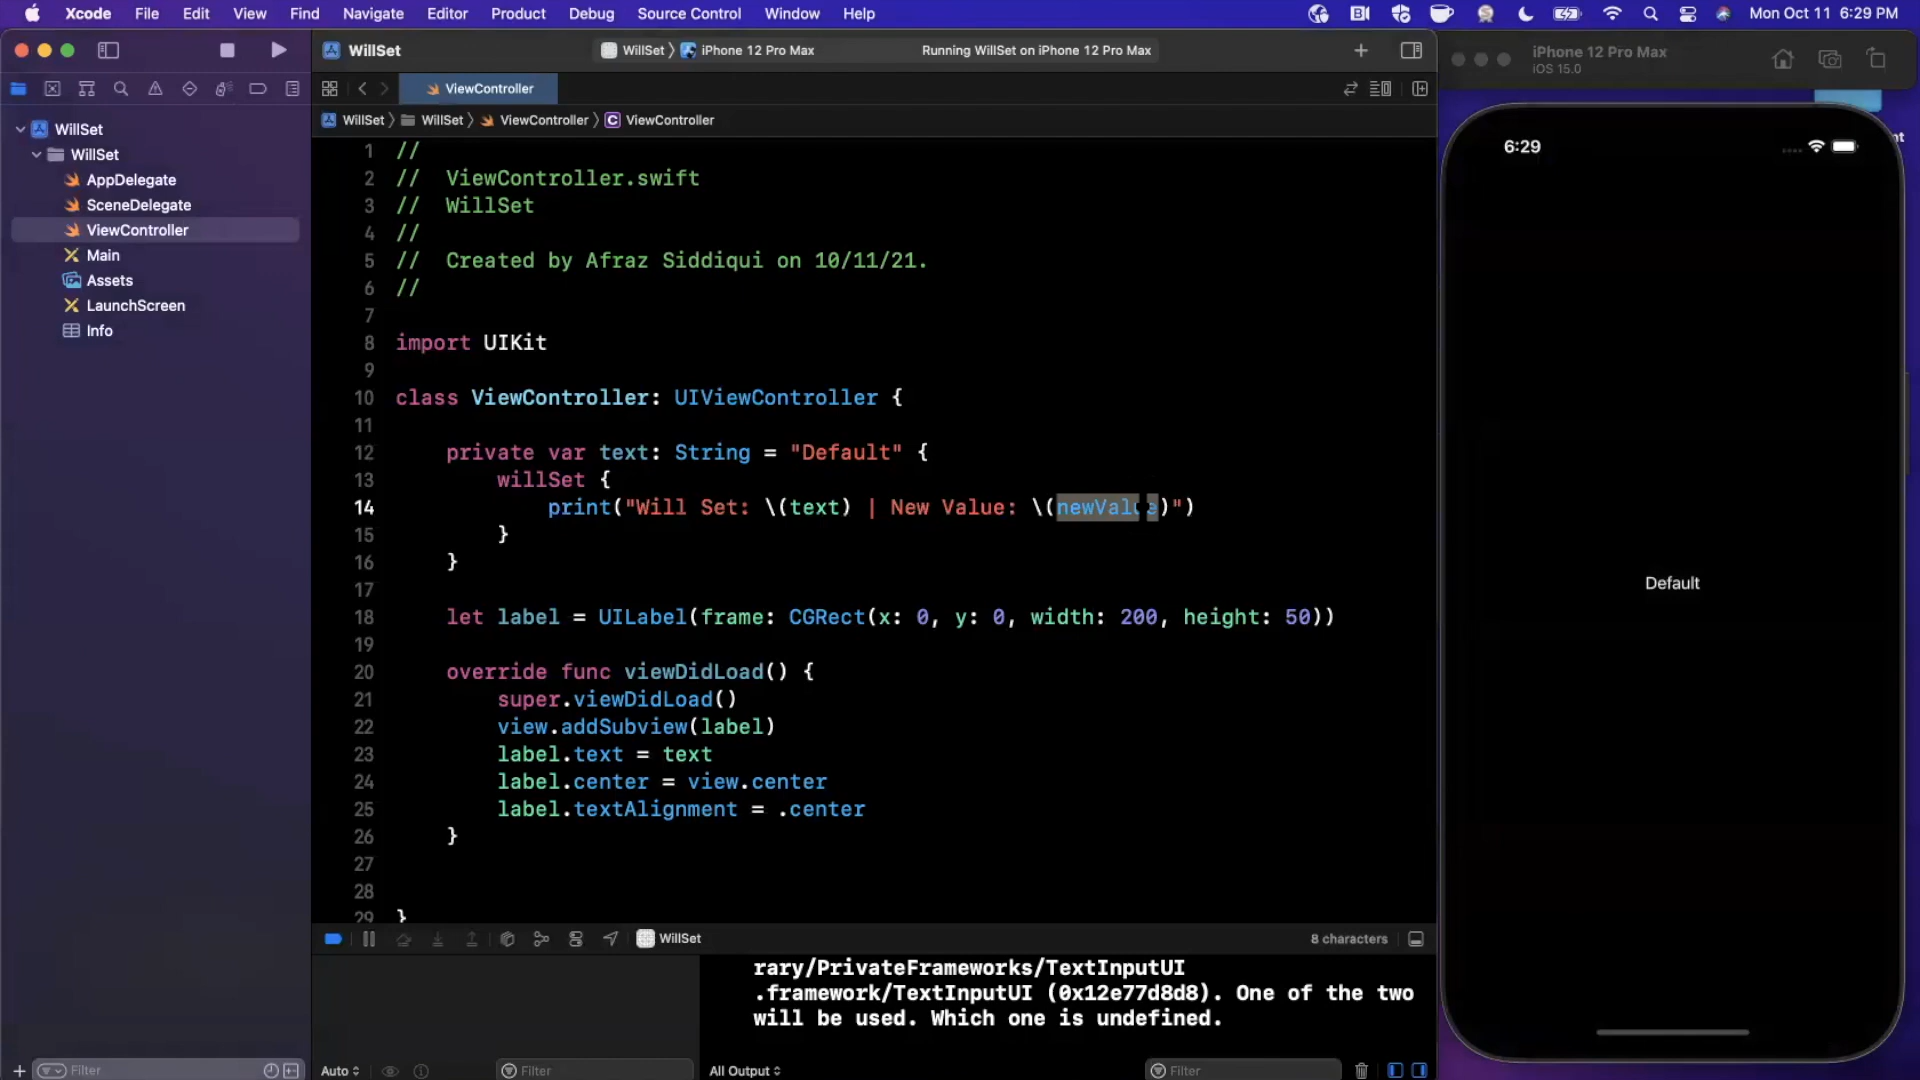 Xcode File Edit View Find Navigate Editor Product Debug Source Control Window Help Mon Oct 11 6:29 PM
WillSet WillSet iPhone 12 Pro Max Running WillSet on iPhone 12 Pro Max
iPhone 12 Pro Max
iOS 15.0
ViewController
WillSet WillSet ViewController ViewController
WillSet
WillSet
AppDelegate
SceneDelegate
ViewController
Main
Assets
LaunchScreen
Info
1 //
2 // ViewController.swift
3 // WillSet
4 //
5 // Created by Afraz Siddiqui on 10/11/21.
6 //
7
8 import UIKit
9
10 class ViewController: UIViewController {
11
12 private var text: String = "Default" {
13 willSet {
14 print("Will Set: \(text) | New Value: \(newValue)")
15 }
16 }
17
18 let label = UILabel(frame: CGRect(x: 0, y: 0, width: 200, height: 50))
19
20 override func viewDidLoad() {
21 super.viewDidLoad()
22 view.addSubview(label)
23 label.text = text
24 label.center = view.center
25 label.textAlignment = .center
26 }
27
28
29 }
WillSet 8 characters
rary/PrivateFrameworks/TextInputUI
.framework/TextInputUI (0x12e77d8d8). One of the two
will be used. Which one is undefined.
Filter Auto Filter All Output Filter
6:29
Default